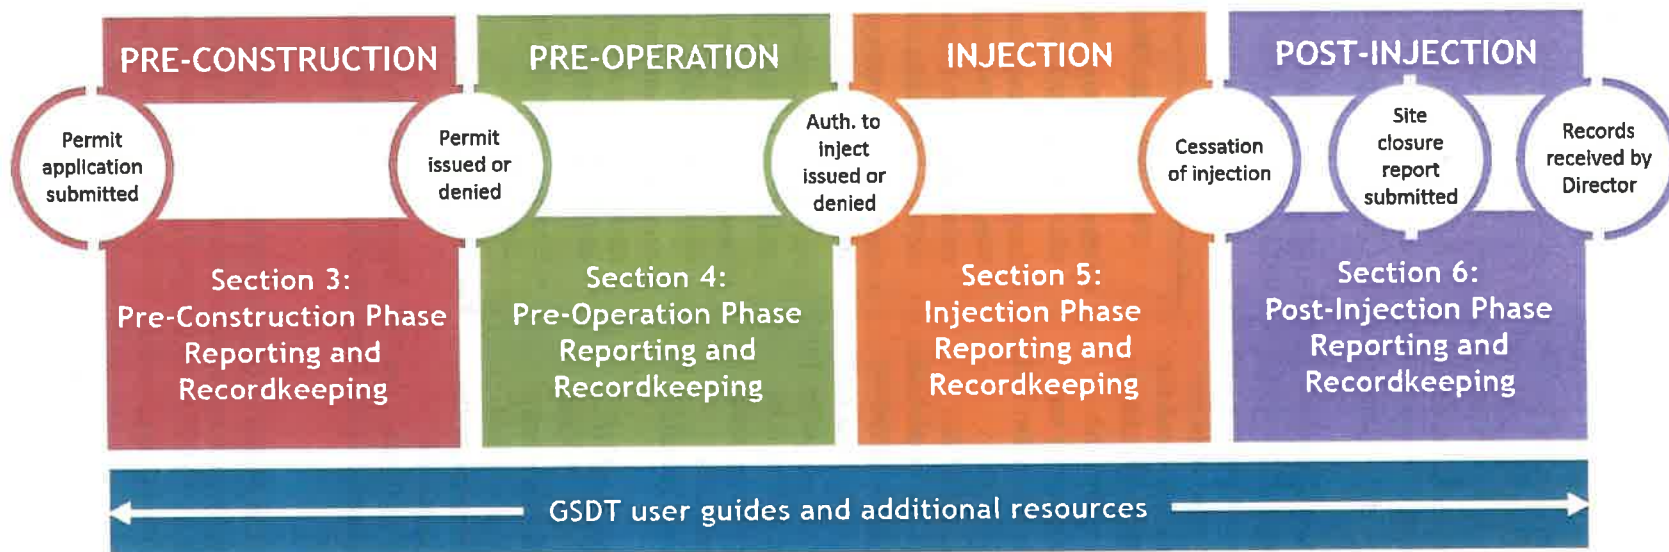 PRE-CONSTRUCTION
PRE-OPERATION
INJECTION
POST-INJECTION
Permit
application
submitted
Permit
issued or
denied
Auth. to
inject
issued or
denied
Cessation
of injection
Site
closure
report
submitted
Records
received by
Director
Section 3:
Pre-Construction Phase
Reporting and
Recordkeeping
Section 4:
Pre-Operation Phase
Reporting and
Recordkeeping
Section 5:
Injection Phase
Reporting and
Recordkeeping
Section 6:
Post-Injection Phase
Reporting and
Recordkeeping
GSDT user guides and additional resources